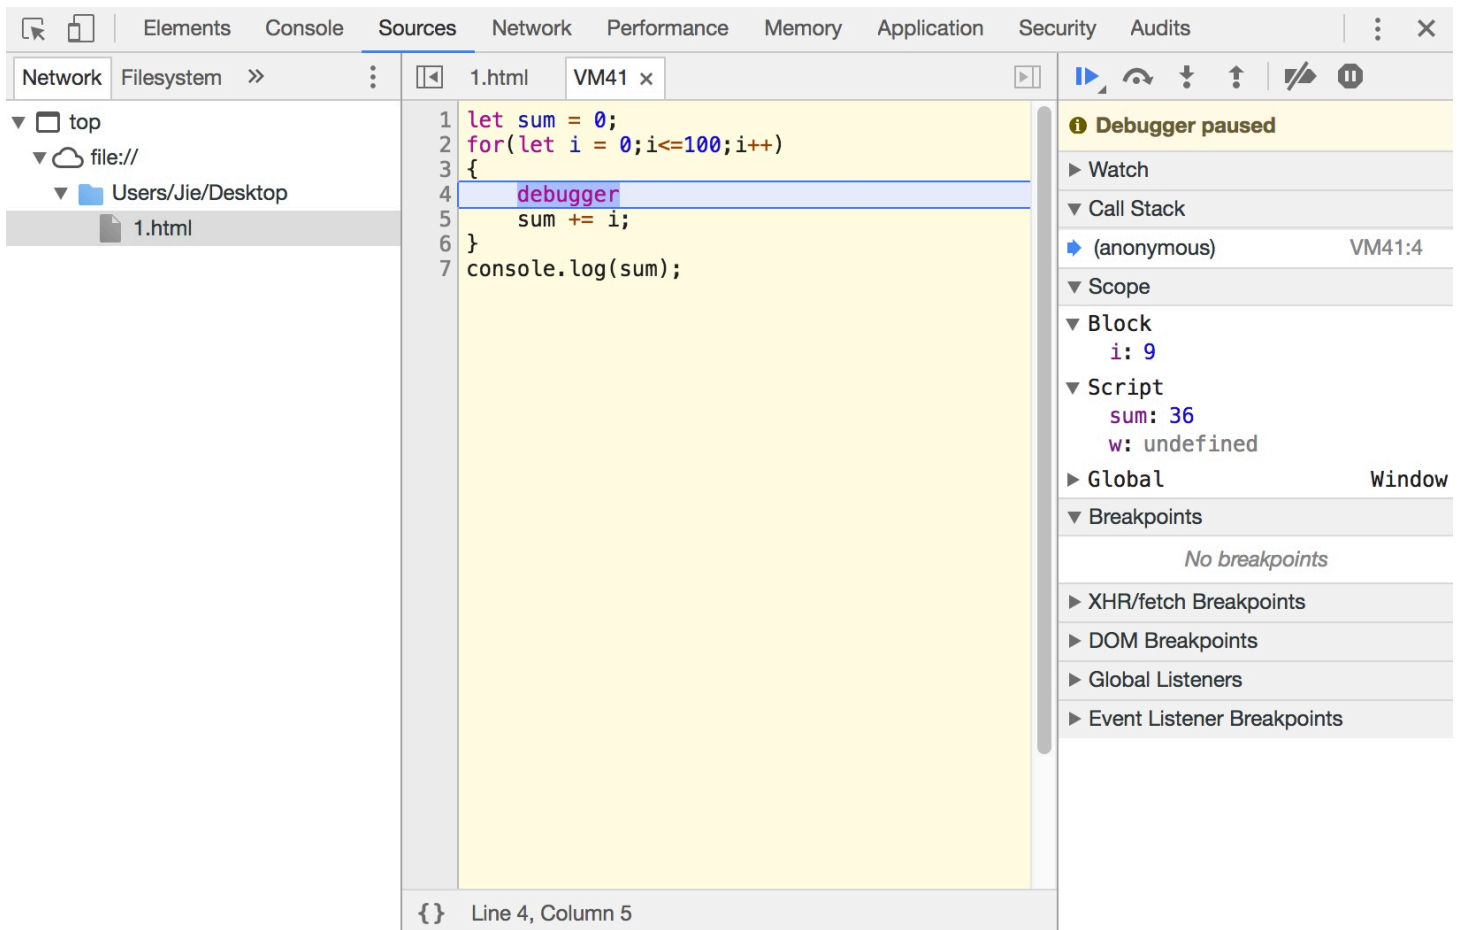 Elements Console Sources Network Performance Memory Application Security Audits
Network Filesystem »
top
file://
Users/Jie/Desktop
1.html
1.html VM41 ×
1 let sum = 0;
2 for(let i = 0;i<=100;i++)
3 {
4 debugger
5 sum += i;
6 }
7 console.log(sum);
{} Line 4, Column 5
Debugger paused
Watch
Call Stack
(anonymous) VM41:4
Scope
Block
i: 9
Script
sum: 36
w: undefined
Global Window
Breakpoints
No breakpoints
XHR/fetch Breakpoints
DOM Breakpoints
Global Listeners
Event Listener Breakpoints